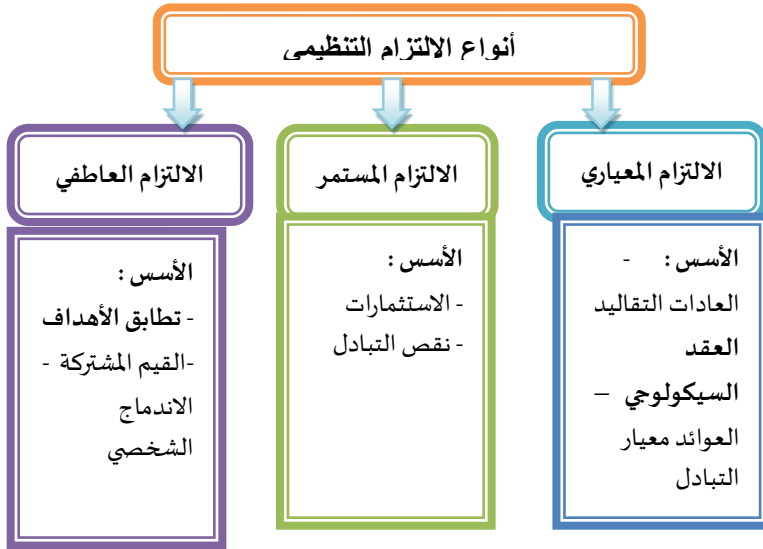 أنواع الالتزام التنظيمي
الالتزام المعياري
الالتزام المستمر
الالتزام العاطفي
الأسس : -
العادات التقاليد
العقد
السيكولوجي –
العوائد معيار
التبادل
الأسس :
- الاستثمارات
- نقص التبادل
الأسس :
- تطابق الأهداف
-القيم المشتركة -
الاندماج
الشخصي